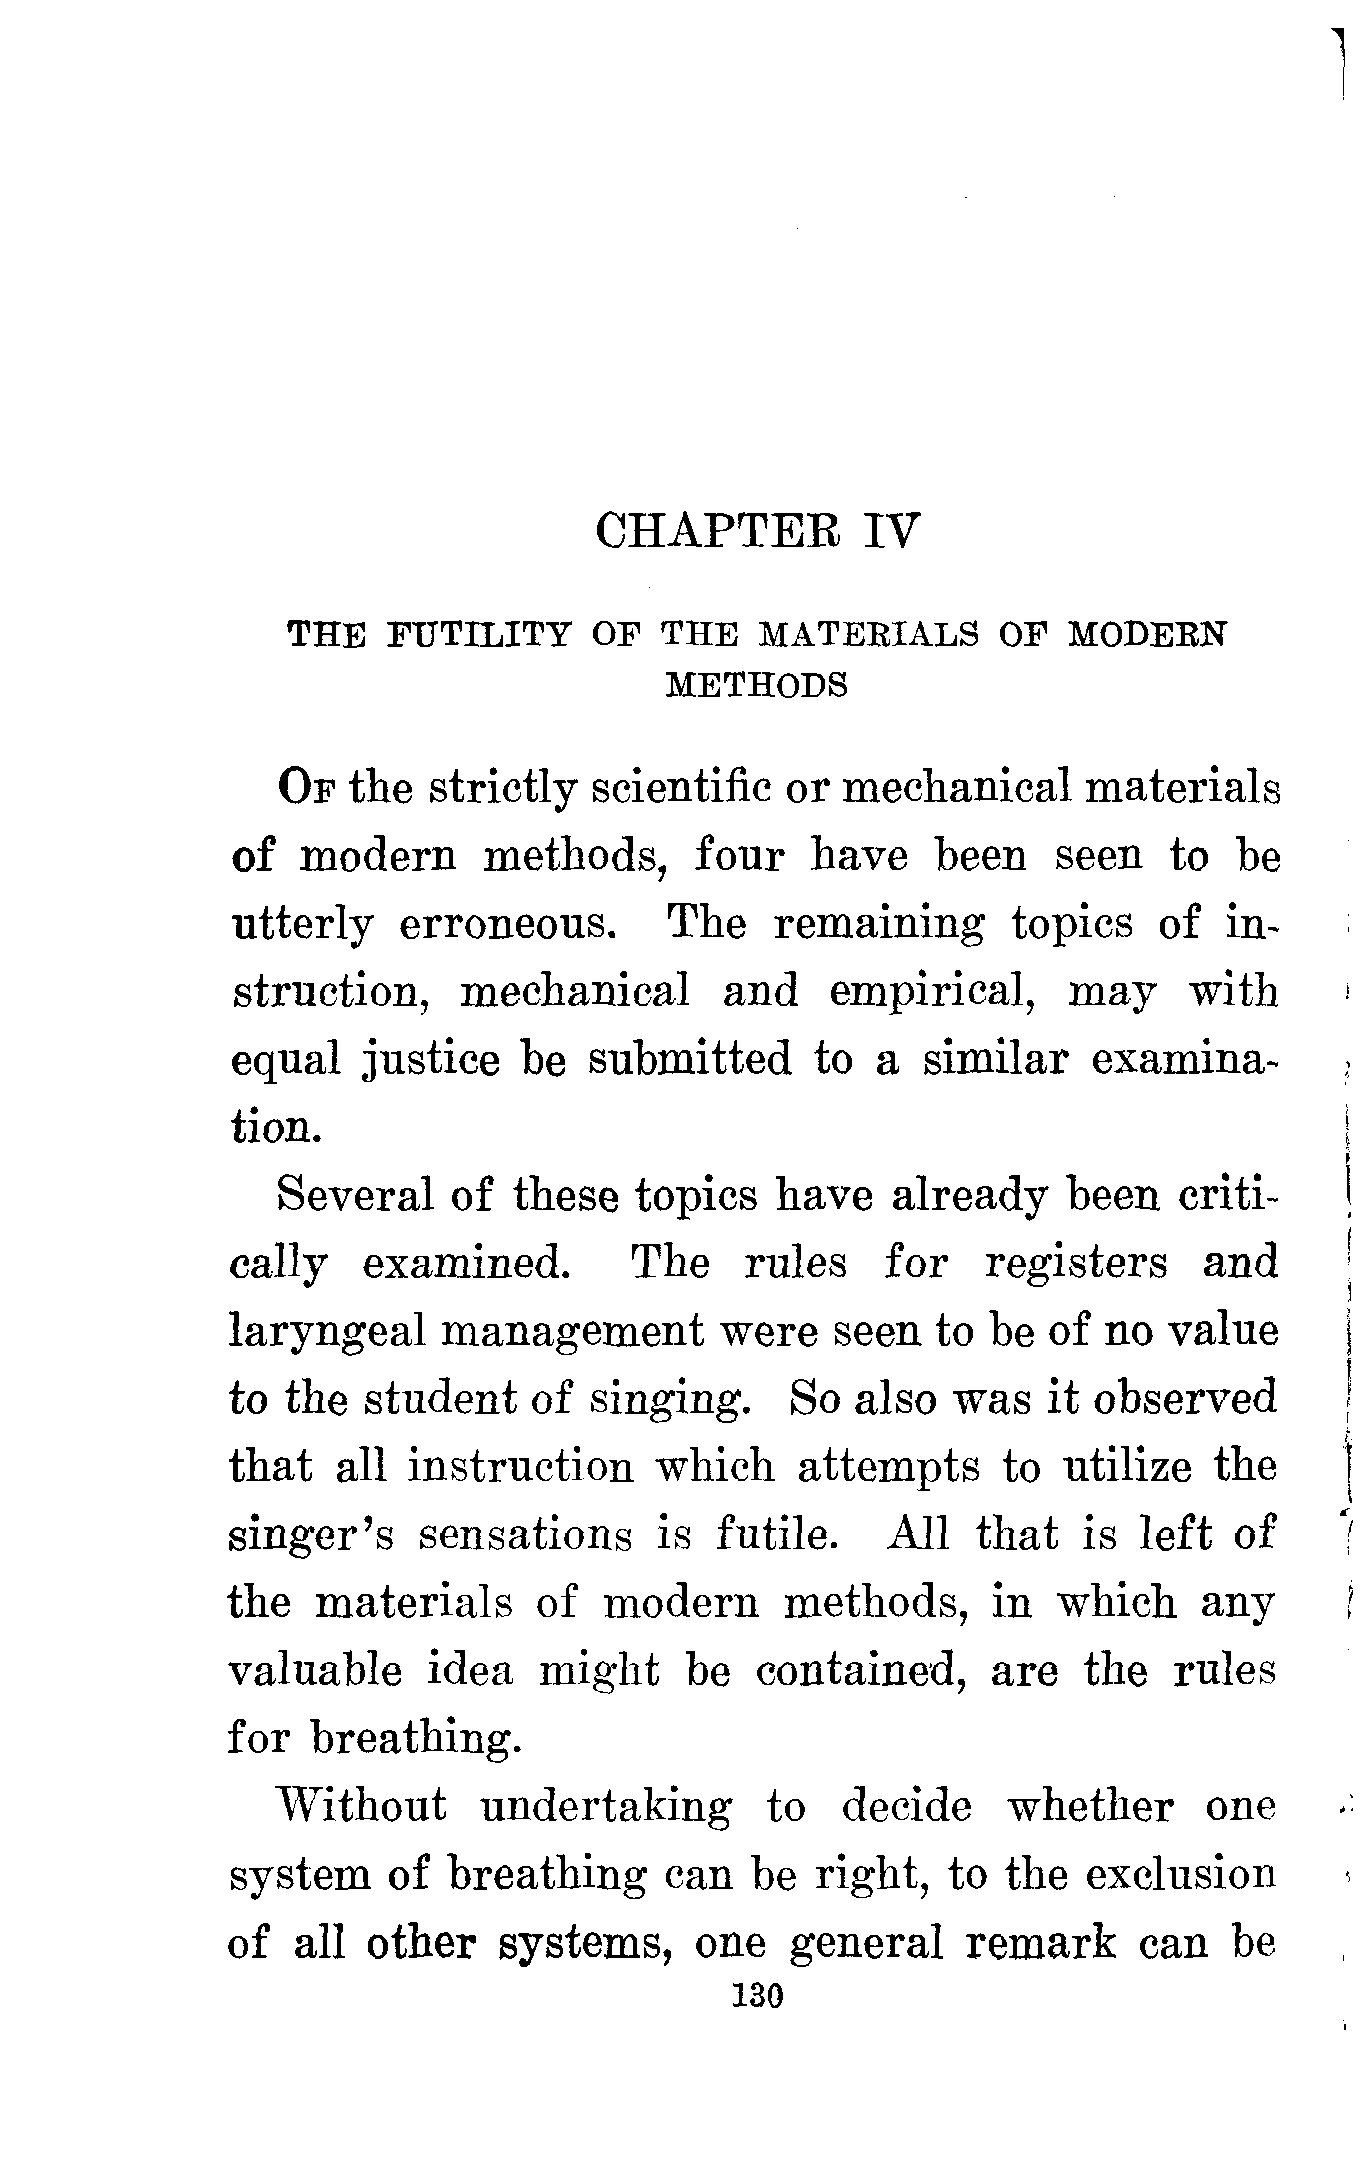 CHAPTER IV
THE FUTILITY OF THE MATERIALS OF MODERN
METHODS
OF the strictly scientific or mechanical materials
of modern methods, four have been seen to be
utterly erroneous. The remaining topics of in-
struction, mechanical and empirical, may with
equal justice be submitted to a similar examina-
tion.
Several of these topics have already been criti-
cally examined. The rules for registers and
laryngeal management were seen to be of no value
to the student of singing. So also was it observed
that all instruction which attempts to utilize the
singer's sensations is futile. All that is left of
the materials of modern methods, in which any
valuable idea might be contained, are the rules
for breathing.
Without undertaking to decide whether one
system of breathing can be right, to the exclusion
of all other systems, one general remark can be
130